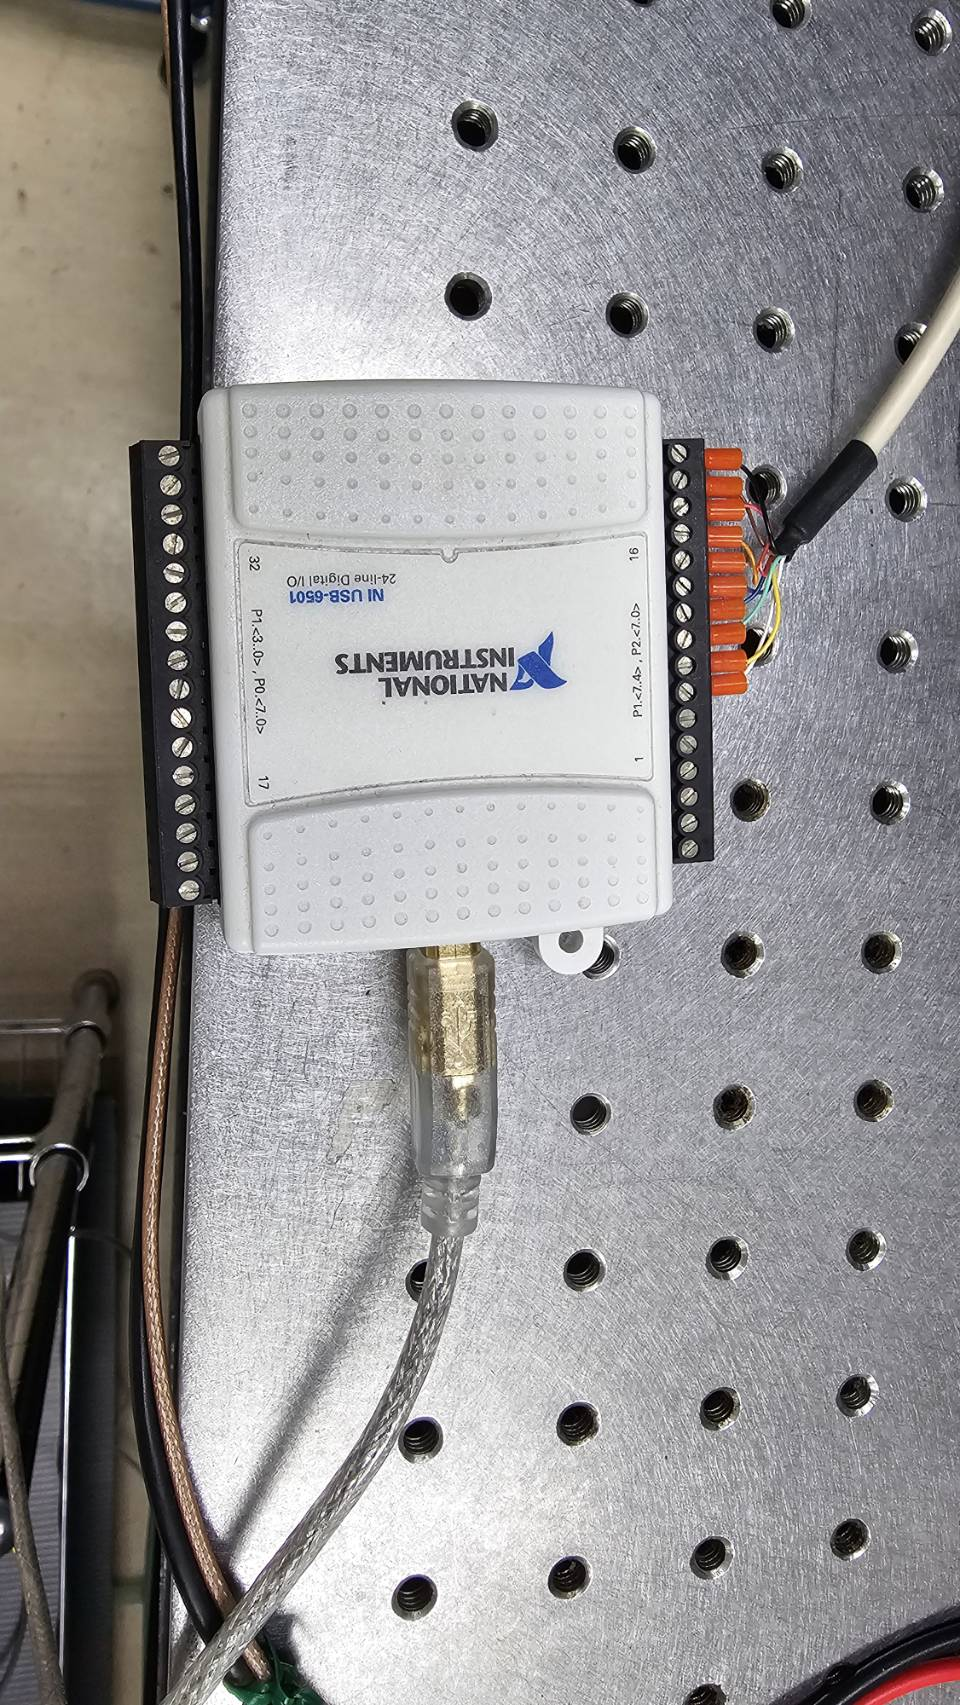 NATIONAL
INSTRUMENTS
NI USB-6501
24-line Digital I/O
32
P1.<3..0>, P0.<7..0>
17
16
P1.<7..4>, P2.<7..0>
1